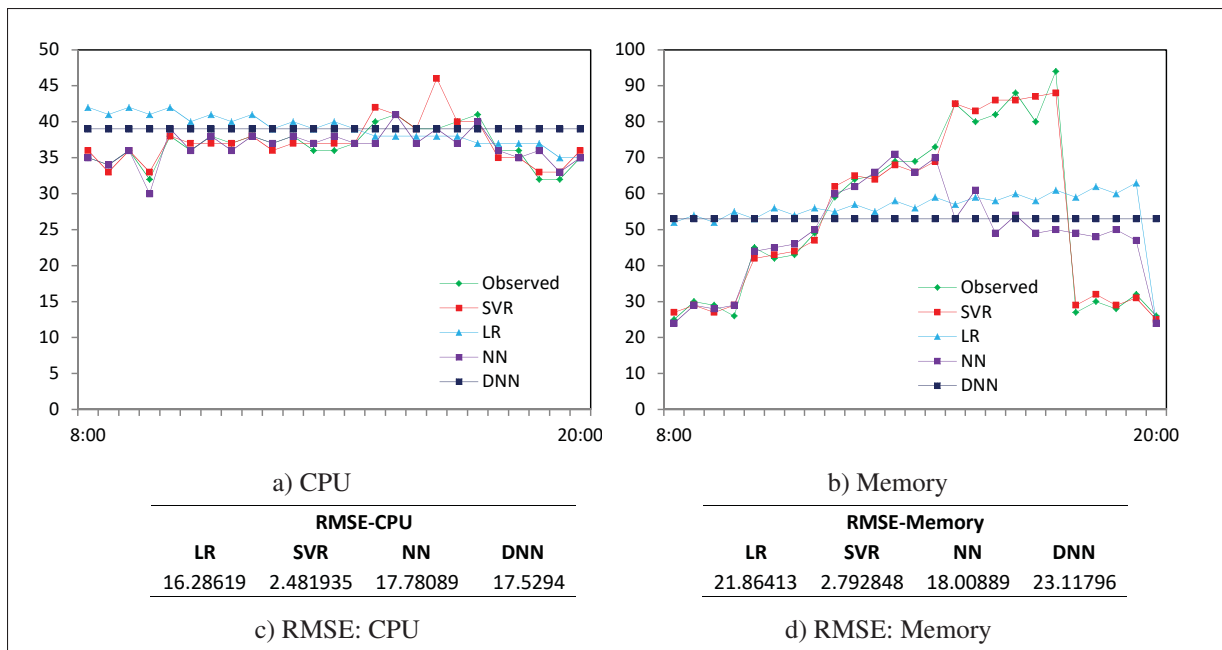 50
45
40
35
30
25
20
15
10
5
0
8:00
20:00
Observed
SVR
LR
NN
DNN
a) CPU
100
90
80
70
60
50
40
30
20
10
0
8:00
20:00
Observed
SVR
LR
NN
DNN
b) Memory
RMSE-CPU
LR SVR NN DNN
16.28619 2.481935 17.78089 17.5294
c) RMSE: CPU
RMSE-Memory
LR SVR NN DNN
21.86413 2.792848 18.00889 23.11796
d) RMSE: Memory